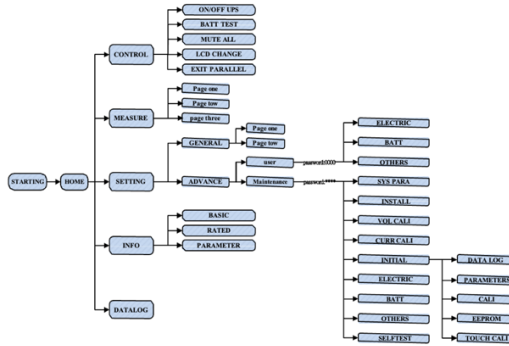 ON/OFF UPS
BATT TEST
MUTE ALL
CONTROL
LCD CHANGE
EXIT PARALLEL
Page one
Page tow
MEASURE
page three
ELECTRIC
Page one
GENERAL
BATT
Page tow
user
OTHERS
STARTING
HOME
SETTING
ADVANCE
Maintenance
SYS PARA
INSTALL
BASIC
VOL CALI
RATED
CURR CALI
INFO
PARAMETER
INITIAL
DATA LOG
ELECTRIC
PARAMETERS
BATT
CALI
DATALOG
OTHERS
EEPROM
SELFTEST
TOUCH CALI